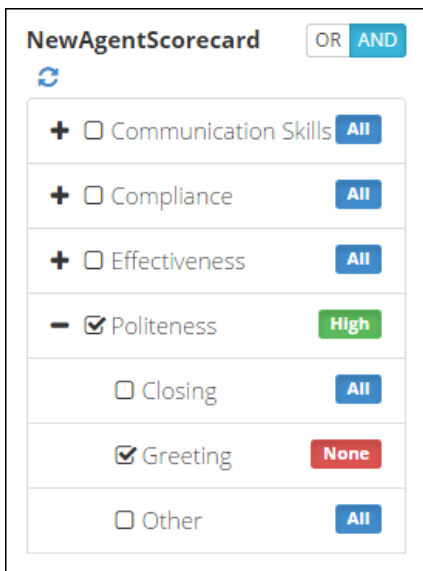 NewAgentScorecard OR AND
Communication Skills All
Compliance All
Effectiveness All
Politeness High
Closing All
Greeting None
Other All